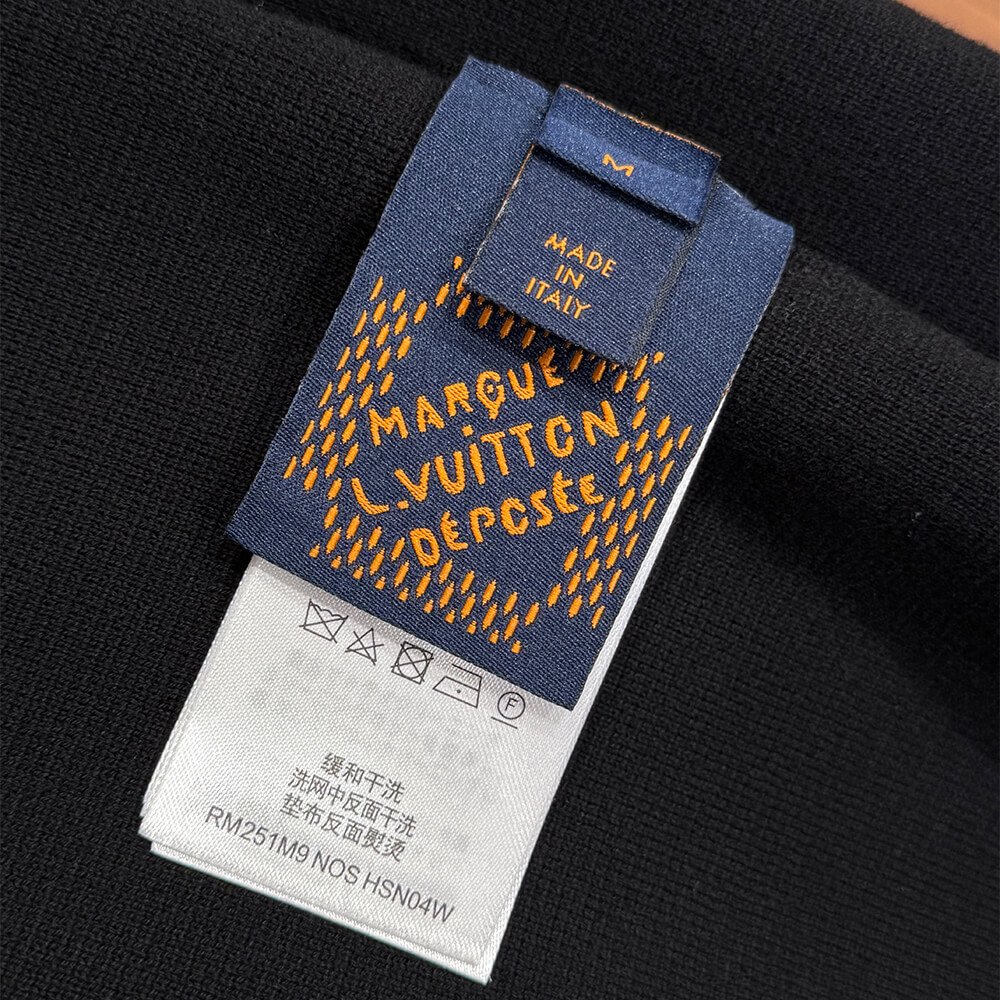 M
MADE
IN
ITALY
MARQUE
L.VUITTON
DÉPOSÉE
F
缓和干洗
洗网中反面干洗
垫布反面熨烫
RM251M9 NOS HSN04W